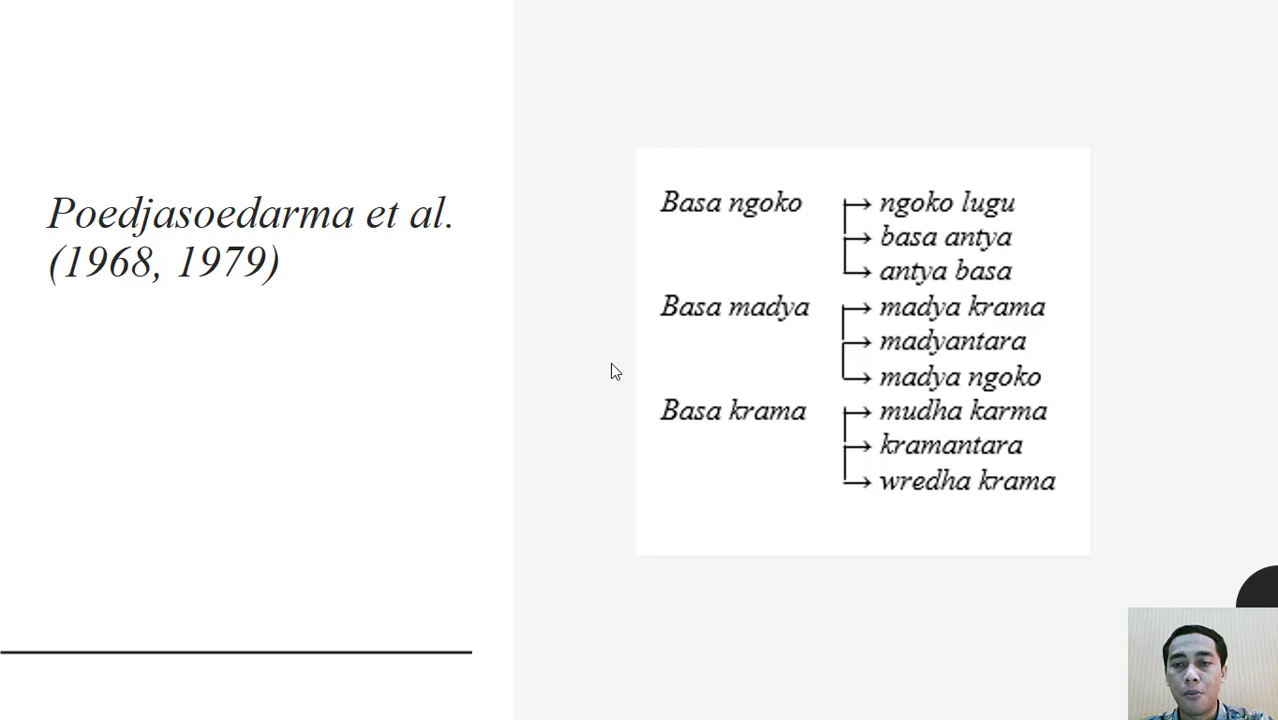 Poedjasoedarma et al.
(1968, 1979)
Basa ngoko ngoko lugu
basa antya
antya basa
Basa madya madya krama
madyantara
madya ngoko
Basa krama mudha karma
kramantara
wredha krama